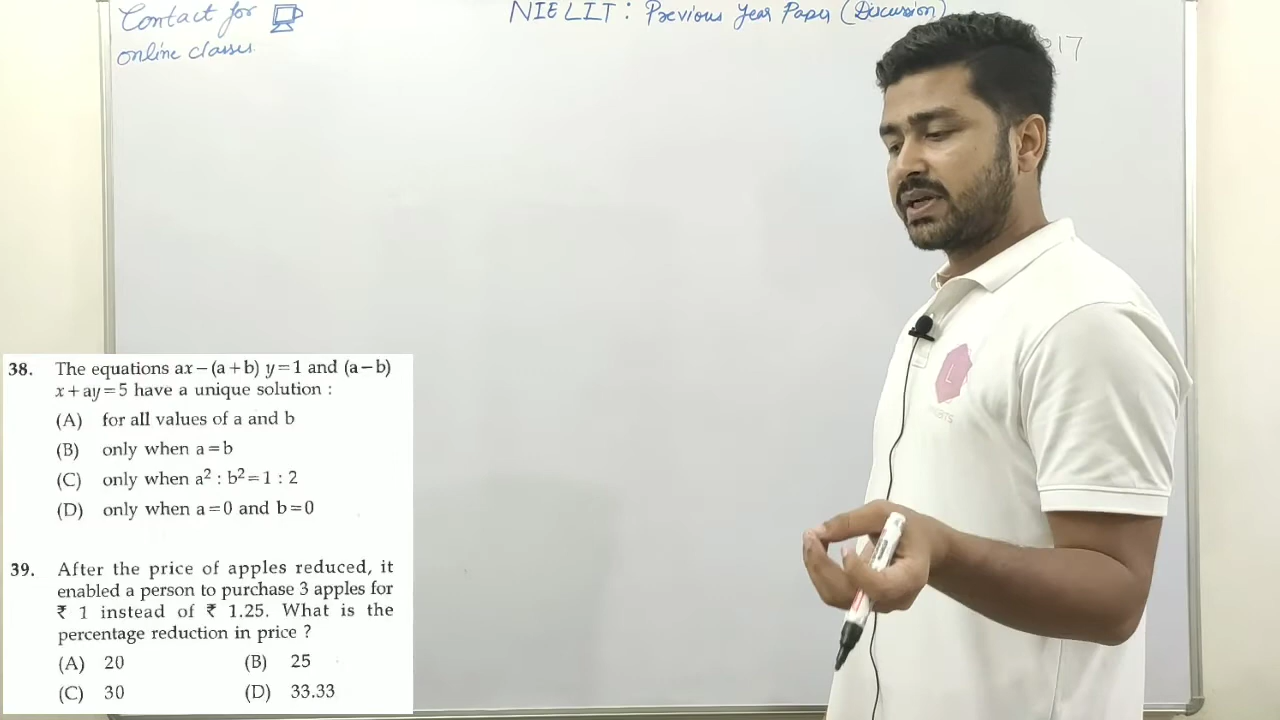 Contact for
online classes
NIELIT : Previous Year Paper (Discussion)
17
L
38. The equations ax−(a+b) y=1 and (a−b)
x+ay=5 have a unique solution :
(A) for all values of a and b
(B) only when a=b
(C) only when a² : b²=1 : 2
(D) only when a=0 and b=0
39. After the price of apples reduced, it
enabled a person to purchase 3 apples for
₹ 1 instead of ₹ 1.25. What is the
percentage reduction in price ?
(A) 20 (B) 25
(C) 30 (D) 33.33